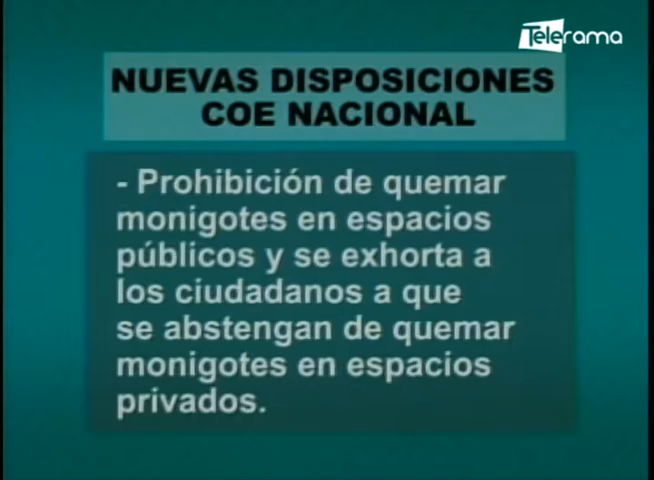 Telerama
NUEVAS DISPOSICIONES
COE NACIONAL
- Prohibición de quemar
monigotes en espacios
públicos y se exhorta a
los ciudadanos a que
se abstengan de quemar
monigotes en espacios
privados.